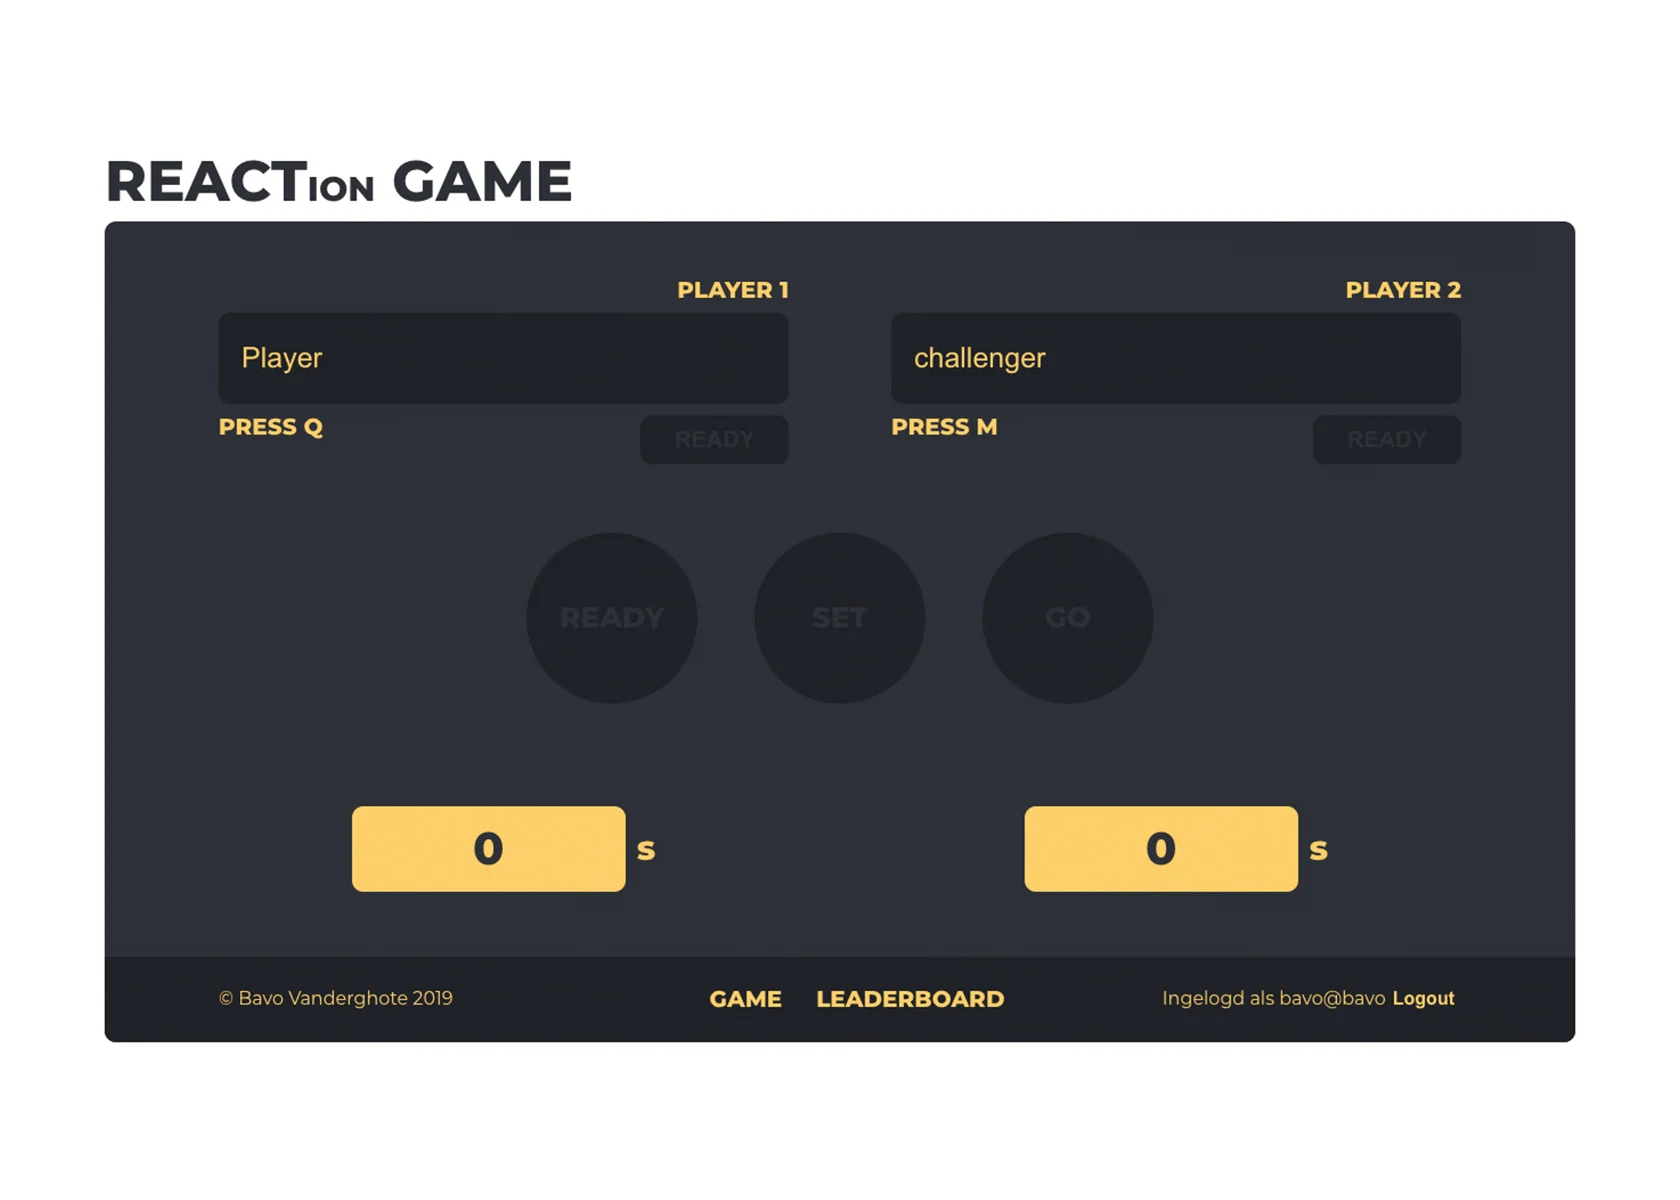 REACTION GAME
PLAYER 1
Player
PRESS Q
READY
PLAYER 2
challenger
PRESS M
READY
READY
SET
GO
0 s
0 s
© Bavo Vanderghote 2019
GAME
LEADERBOARD
Ingelogd als bavo@bavo Logout